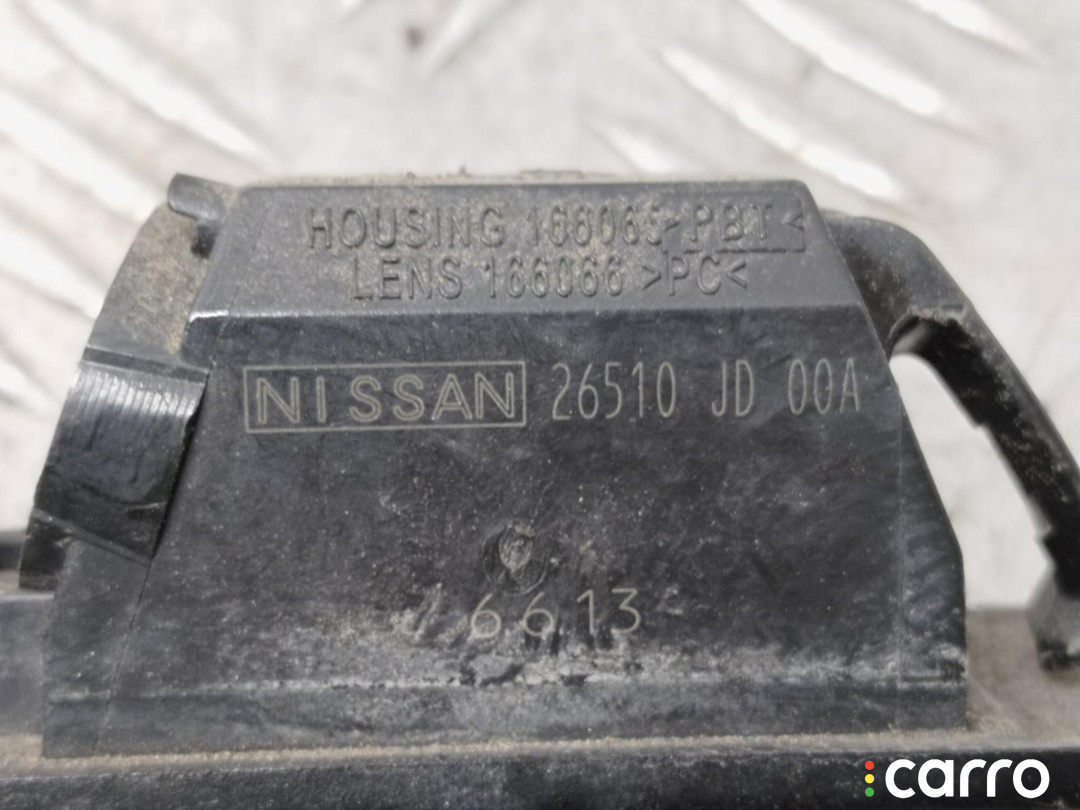 HOUSING 166065 >PBT<
LENS 166066 >PC<
NISSAN 26510 JD 00A
6613
carro